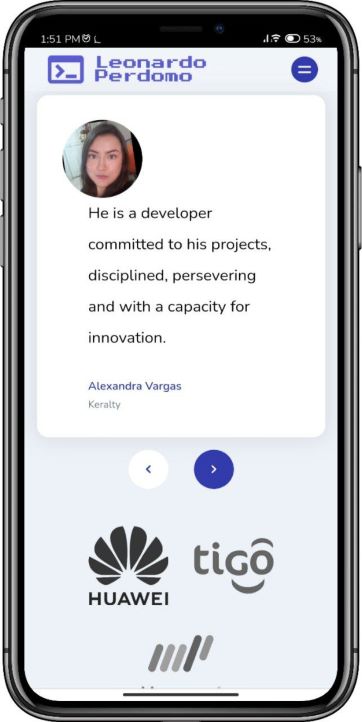 1:51 PM
53%
Leonardo
Perdomo
He is a developer
committed to his projects,
disciplined, persevering
and with a capacity for
innovation.
Alexandra Vargas
Keralty
HUAWEI
tigo